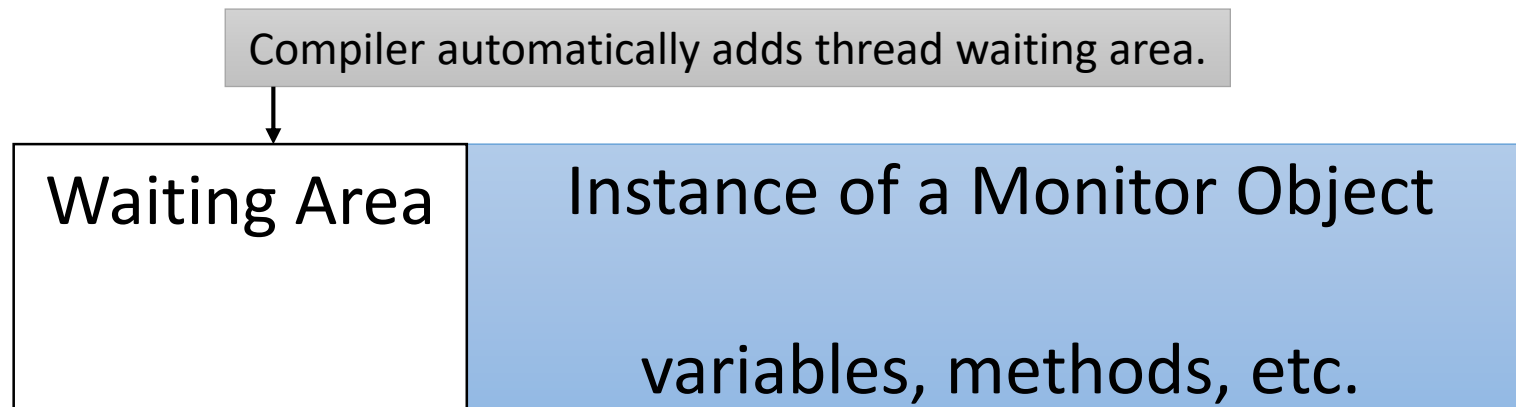 Compiler automatically adds thread waiting area.
Waiting Area
Instance of a Monitor Object
variables, methods, etc.